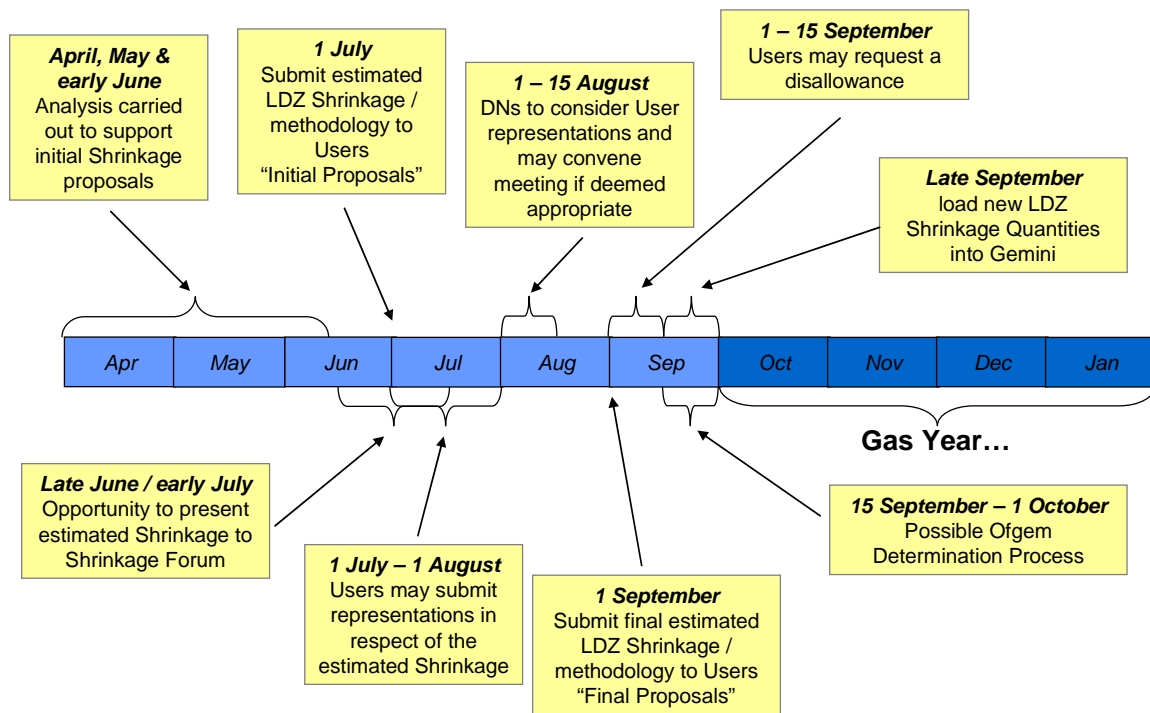 April, May &
early June
Analysis carried
out to support
initial Shrinkage
proposals
1 July
Submit estimated
LDZ Shrinkage /
methodology to
Users
“Initial Proposals”
1 – 15 August
DNs to consider User
representations and
may convene
meeting if deemed
appropriate
1 – 15 September
Users may request a
disallowance
Late September
load new LDZ
Shrinkage Quantities
into Gemini
Apr May Jun Jul Aug Sep Oct Nov Dec Jan
Gas Year…
Late June / early July
Opportunity to present
estimated Shrinkage to
Shrinkage Forum
1 July – 1 August
Users may submit
representations in
respect of the
estimated Shrinkage
1 September
Submit final estimated
LDZ Shrinkage /
methodology to Users
“Final Proposals”
15 September – 1 October
Possible Ofgem
Determination Process